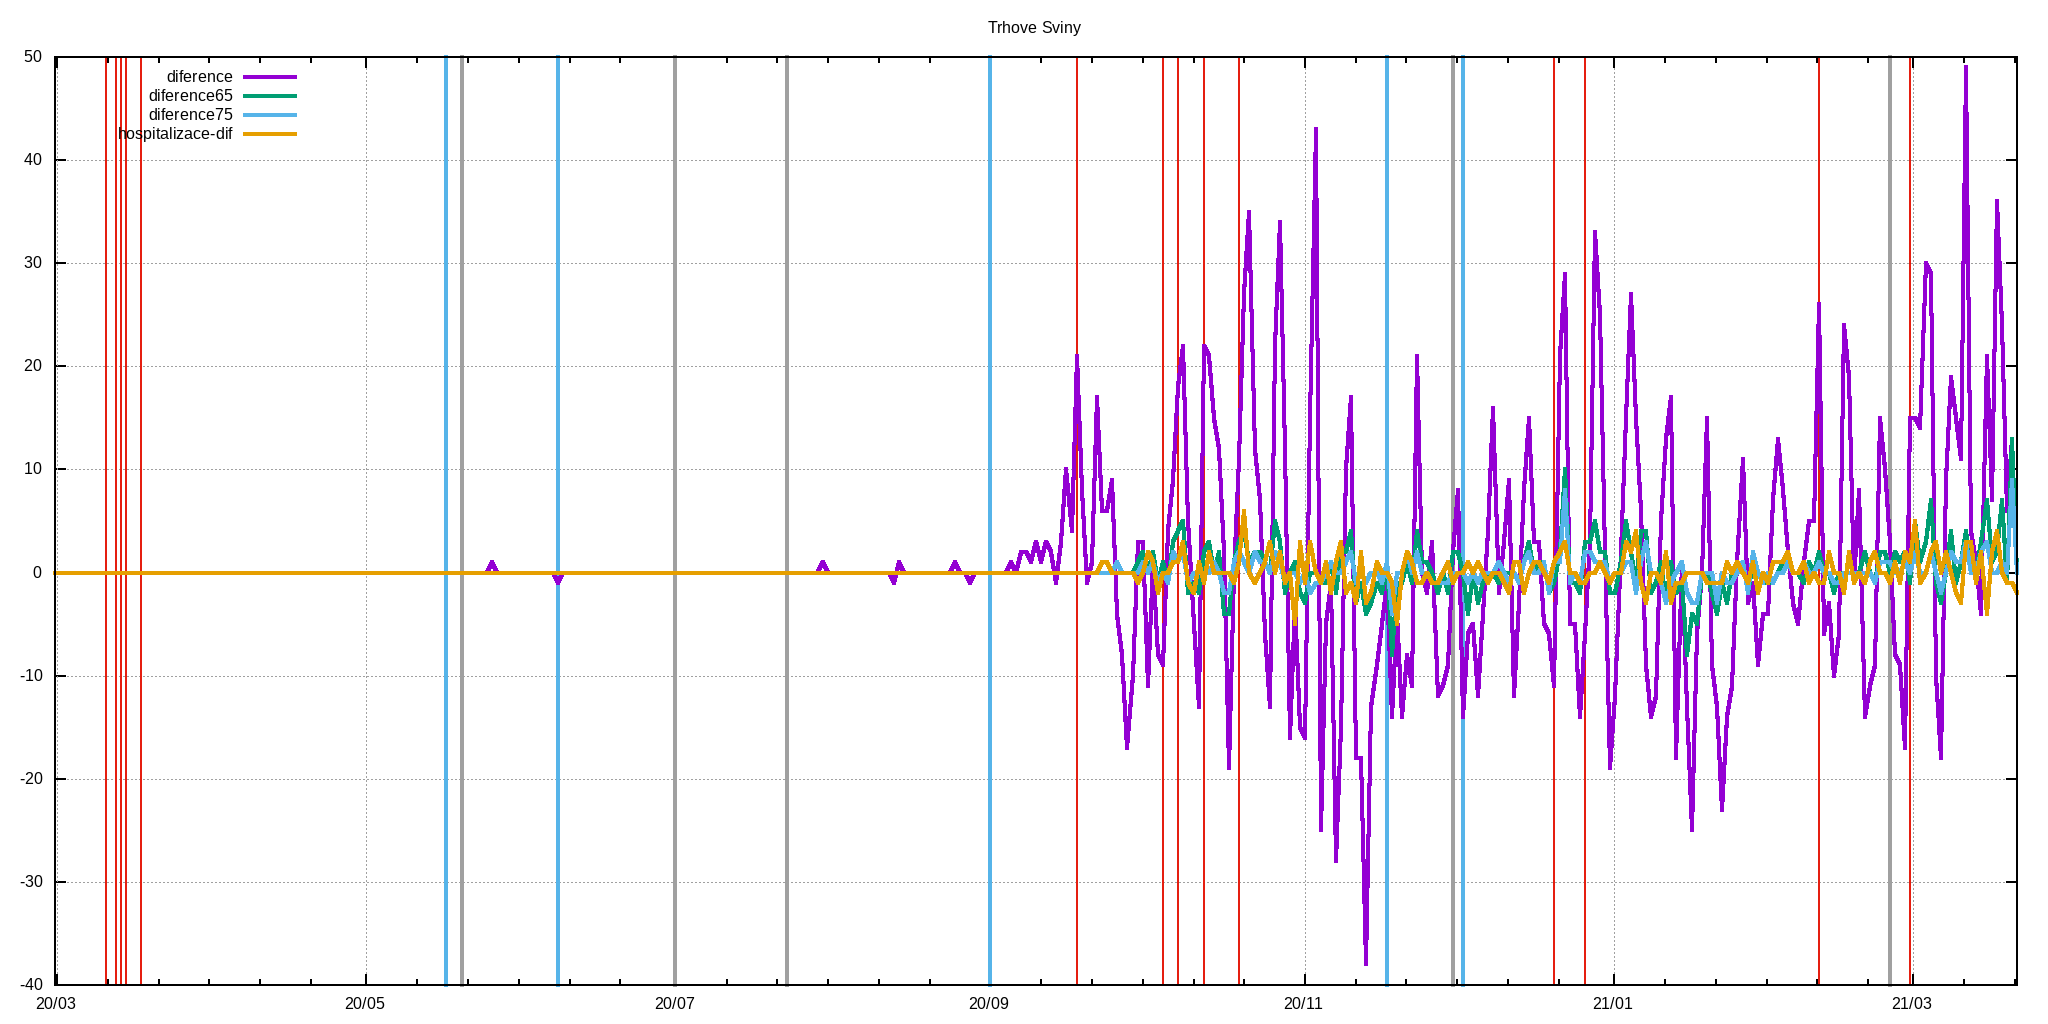 Trhove Sviny
50
40
30
20
10
0
-10
-20
-30
-40
diference
diference65
diference75
hospitalizace-dif
20/03 20/05 20/07 20/09 20/11 21/01 21/03